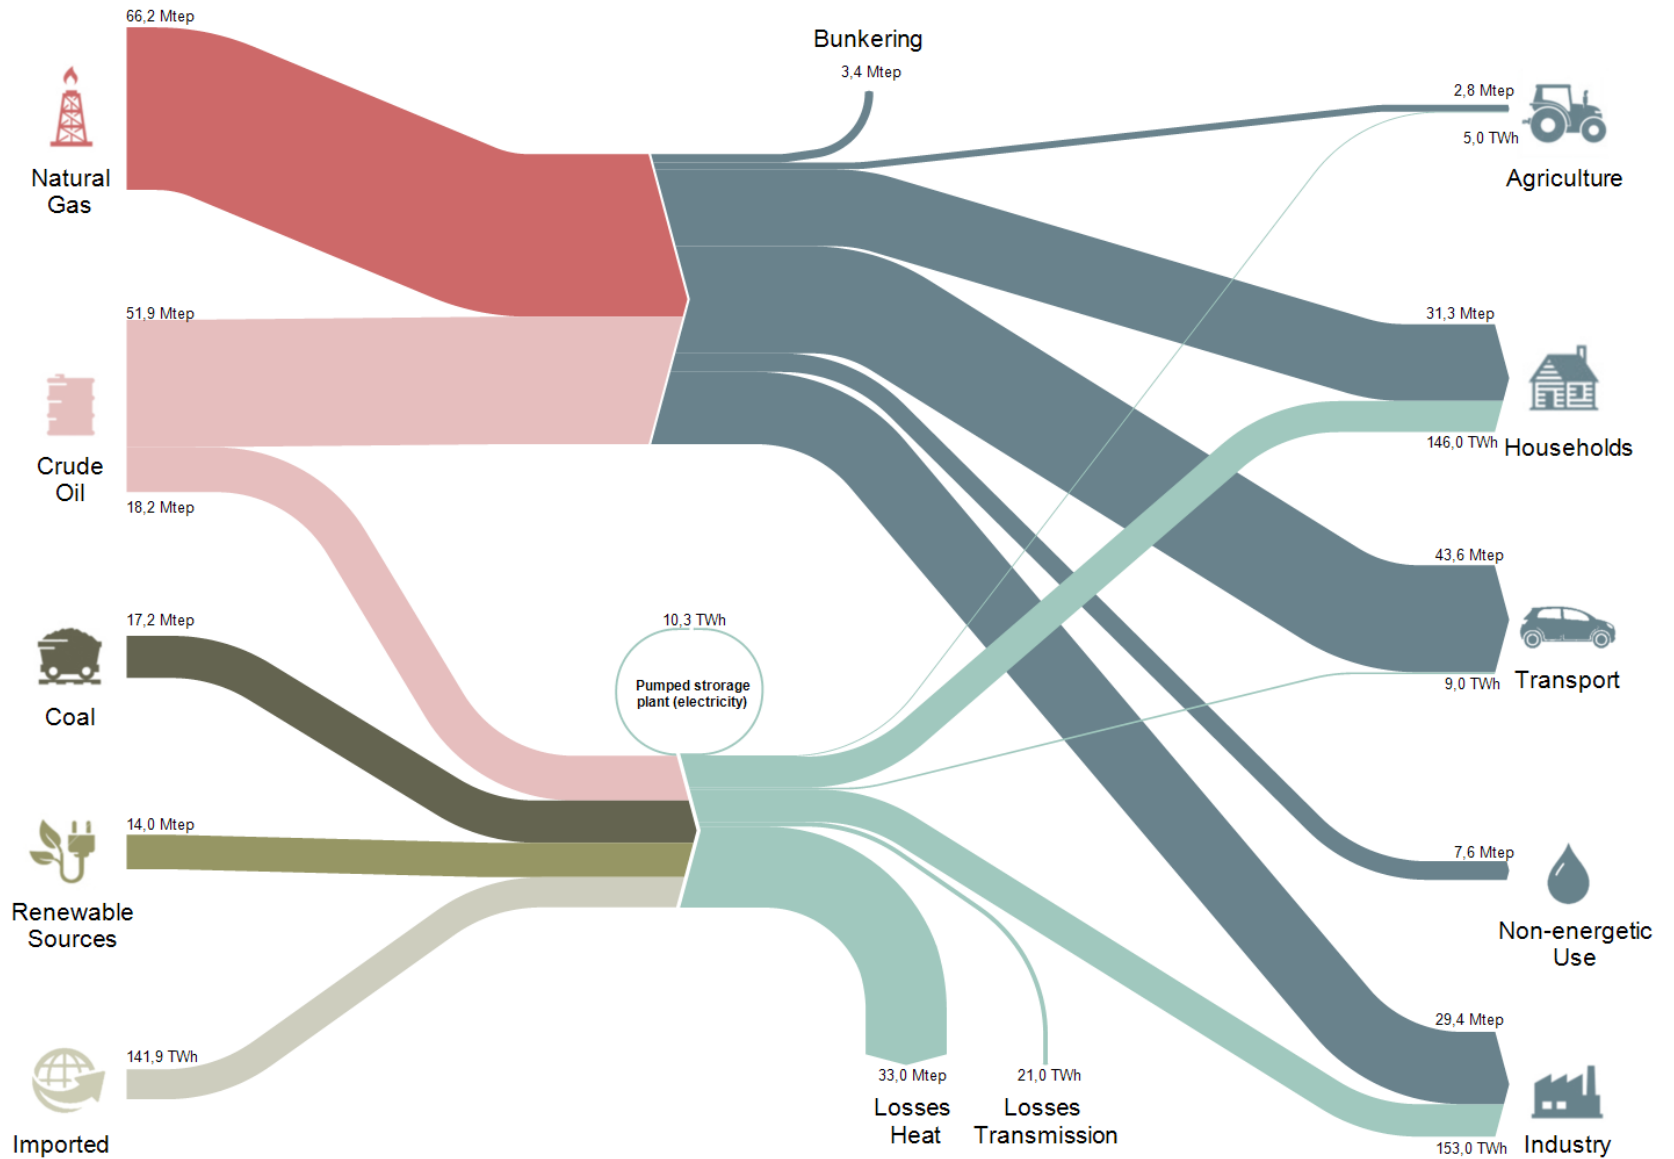 66,2 Mtep
Natural
Gas
51,9 Mtep
Crude
Oil
18,2 Mtep
17,2 Mtep
Coal
14,0 Mtep
Renewable
Sources
141,9 TWh
Imported
Bunkering
3,4 Mtep
10,3 TWh
Pumped strorage
plant (electricity)
33,0 Mtep
Losses
Heat
21,0 TWh
Losses
Transmission
2,8 Mtep
5,0 TWh
Agriculture
31,3 Mtep
146,0 TWh
Households
43,6 Mtep
9,0 TWh
Transport
7,6 Mtep
Non-energetic
Use
29,4 Mtep
153,0 TWh
Industry